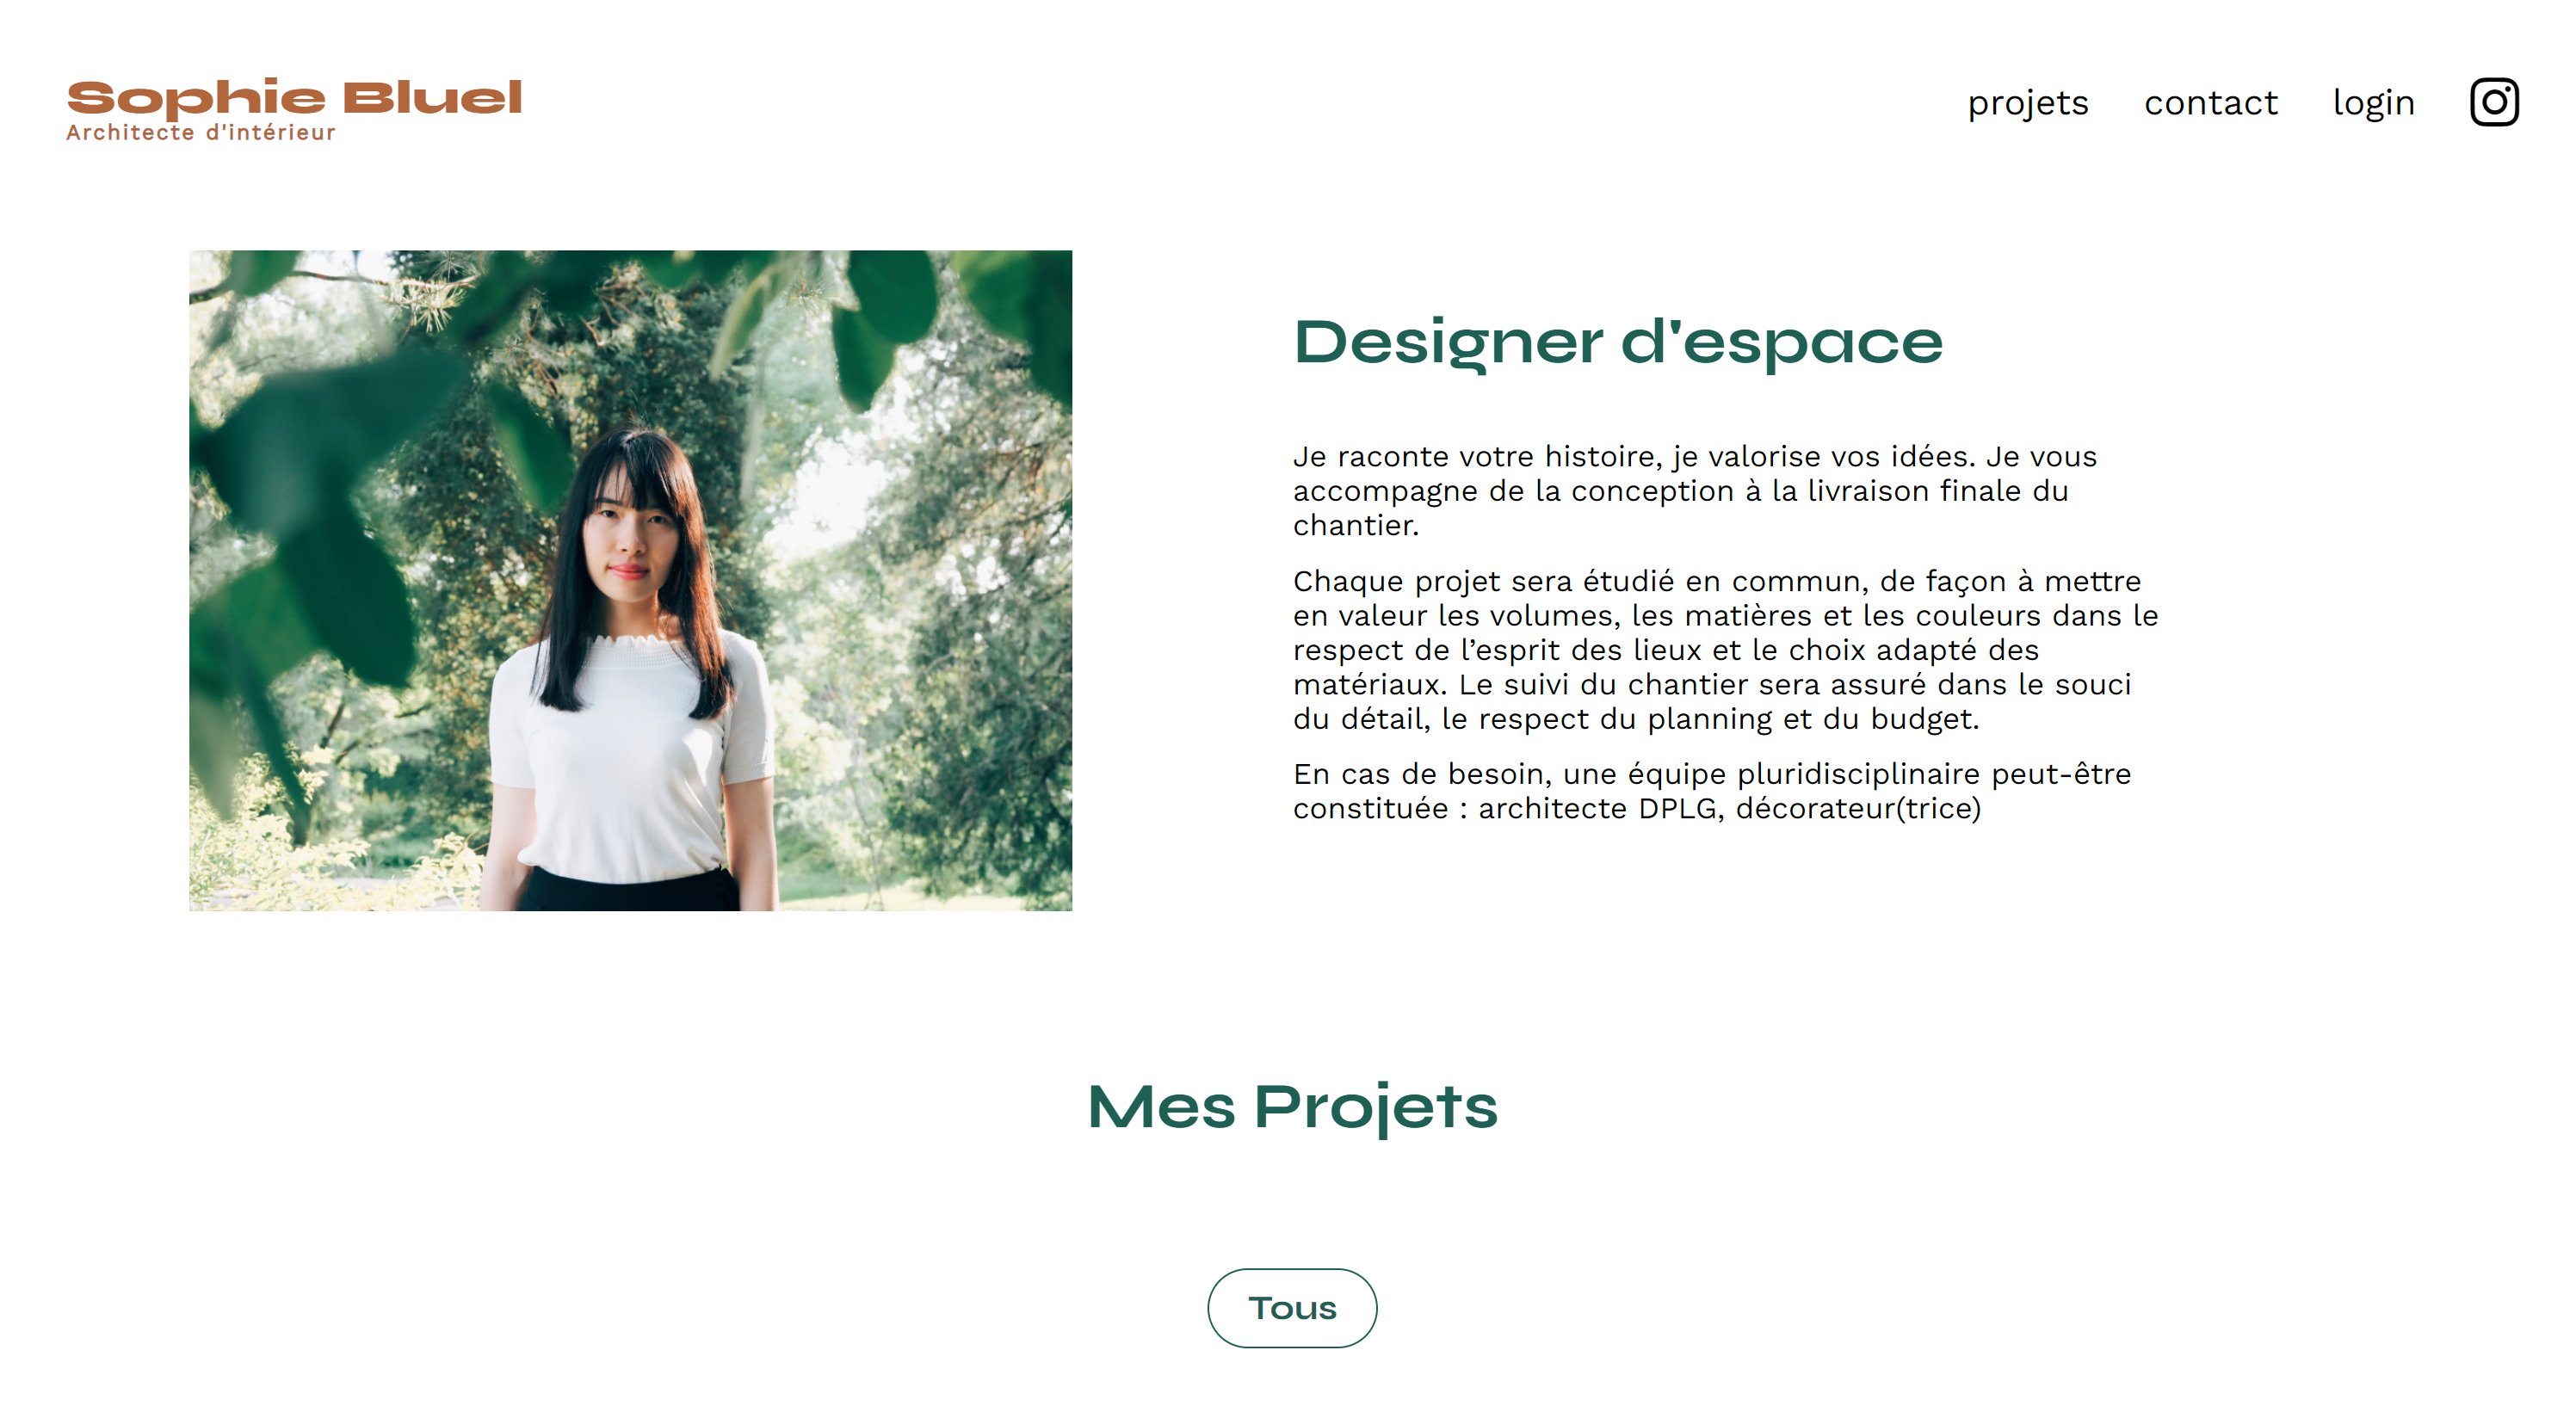 Sophie Bluel
Architecte d'intérieur
projets
contact
login
Designer d'espace
Je raconte votre histoire, je valorise vos idées. Je vous
accompagne de la conception à la livraison finale du
chantier.
Chaque projet sera étudié en commun, de façon à mettre
en valeur les volumes, les matières et les couleurs dans le
respect de l’esprit des lieux et le choix adapté des
matériaux. Le suivi du chantier sera assuré dans le souci
du détail, le respect du planning et du budget.
En cas de besoin, une équipe pluridisciplinaire peut-être
constituée : architecte DPLG, décorateur(trice)
Mes Projets
Tous